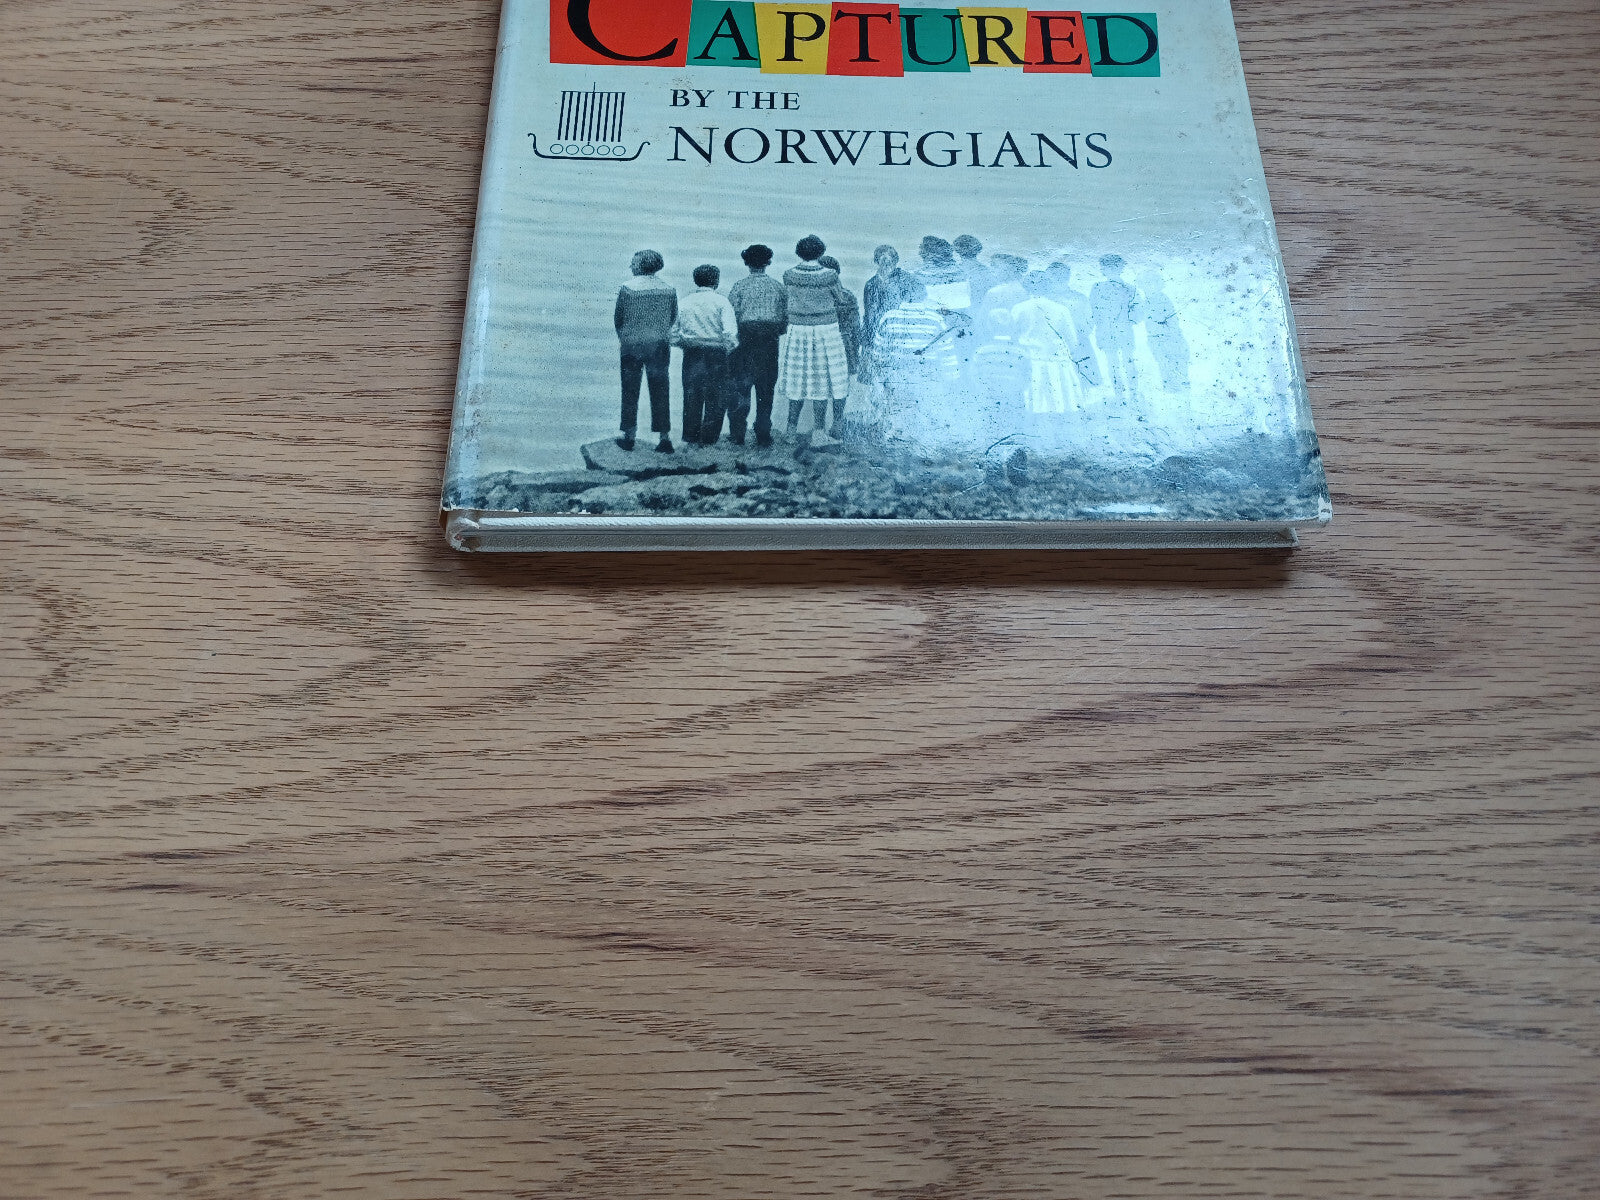 CAPTURED
BY THE
NORWEGIANS